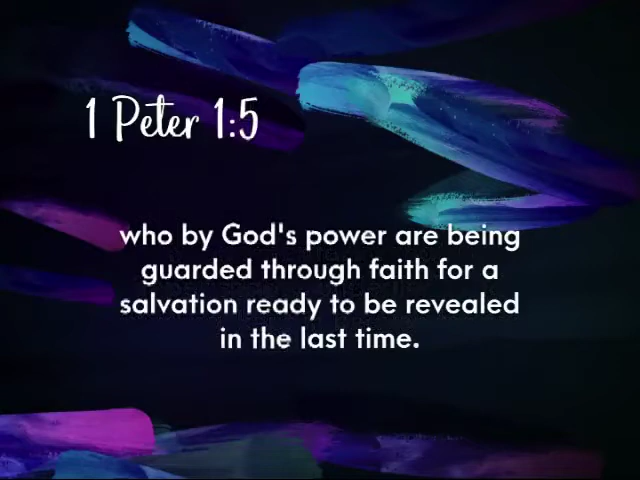 1 Peter 1:5
who by God's power are being
guarded through faith for a
salvation ready to be revealed
in the last time.